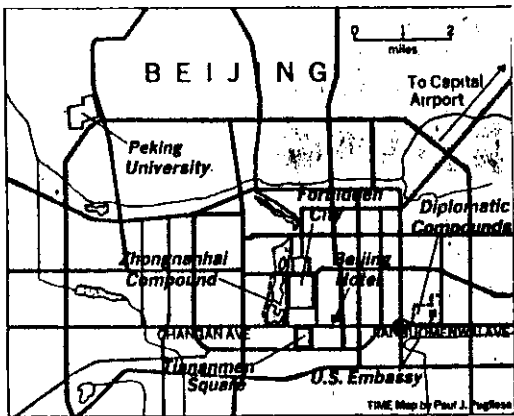 0 1 2
miles
BEIJING
To Capital
Airport
Peking
University
Forbidden
City
Diplomatic
Compounds
Zhongnanhai
Compound
Beijing
Hotel
CHANGAN AVE
Tiananmen
Square
U.S. Embassy
TIME Map by Paul J. Pugliese